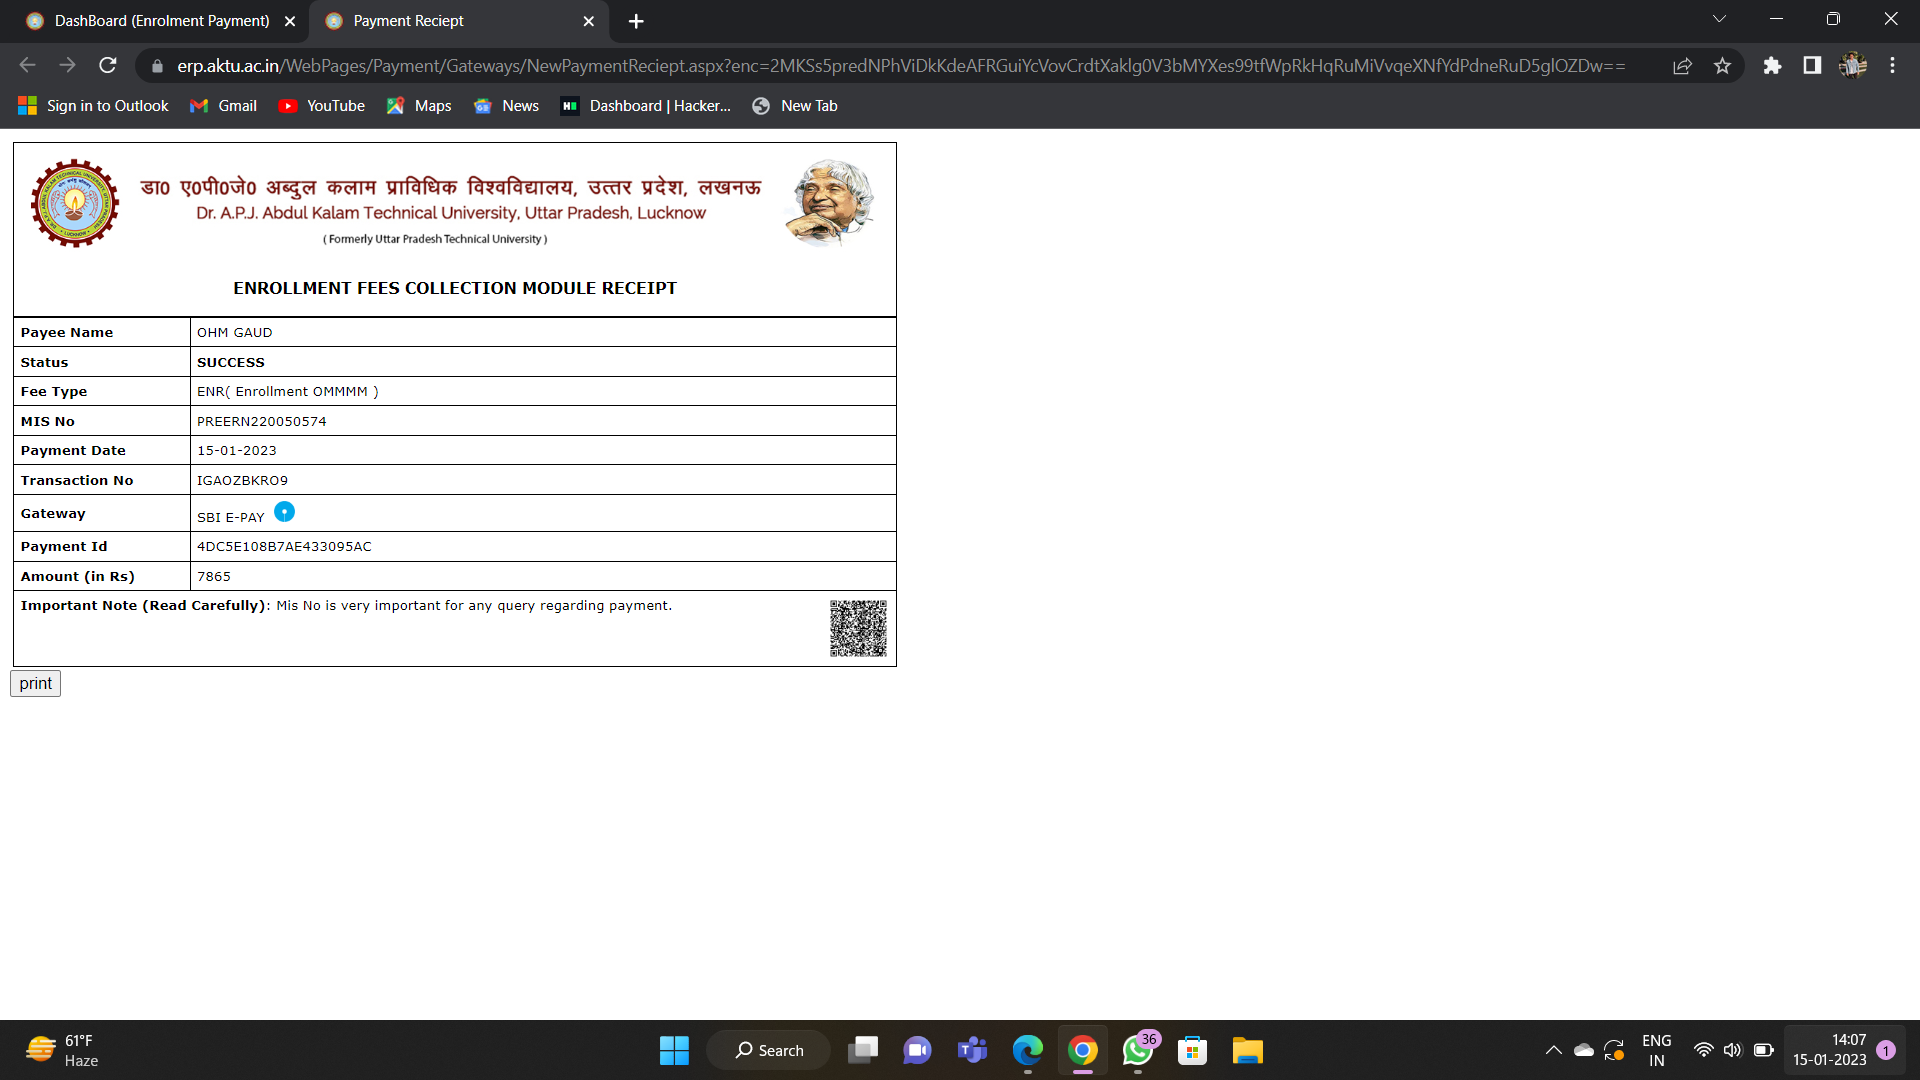 DashBoard (Enrolment Payment)
Payment Reciept
erp.aktu.ac.in/WebPages/Payment/Gateways/NewPaymentReciept.aspx?enc=2MKSs5predNPhViDkKdeAFRGuiYcVovCrdtXaklg0V3bMYXes99tfWpRkHqRuMiVvqeXNfYdPdneRuD5glOZDw==
Sign in to Outlook
Gmail
YouTube
Maps
News
Dashboard | Hacker...
New Tab
डा0 ए0पी0जे0 अब्दुल कलाम प्राविधिक विश्वविद्यालय, उत्तर प्रदेश, लखनऊ
Dr. A.P.J. Abdul Kalam Technical University, Uttar Pradesh, Lucknow
( Formerly Uttar Pradesh Technical University )
ENROLLMENT FEES COLLECTION MODULE RECEIPT
Payee Name OHM GAUD
Status SUCCESS
Fee Type ENR( Enrollment OMMMM )
MIS No PREERN220050574
Payment Date 15-01-2023
Transaction No IGAOZBKRO9
Gateway SBI E-PAY
Payment Id 4DC5E108B7AE433095AC
Amount (in Rs) 7865
Important Note (Read Carefully): Mis No is very important for any query regarding payment.
print
61°F
Haze
Search
36
ENG
IN
14:07
15-01-2023
1